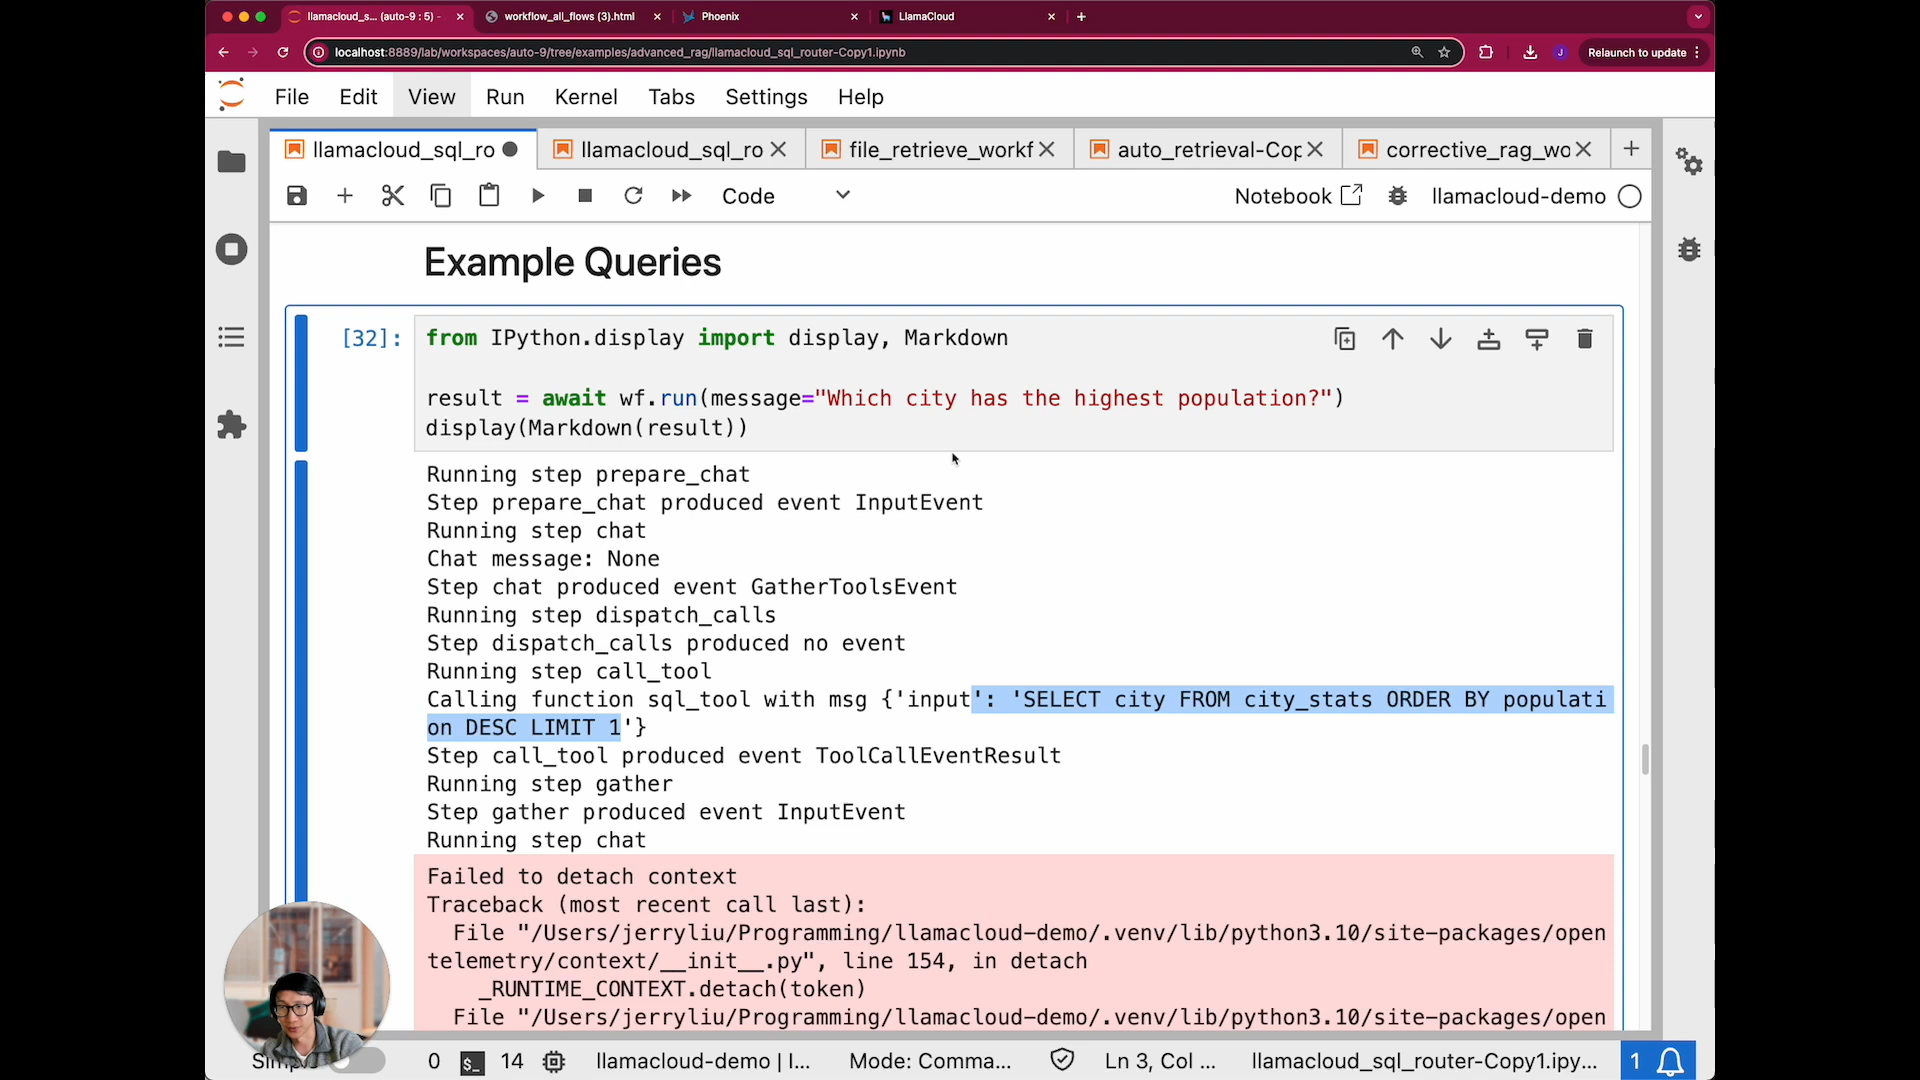 llamacloud_s... (auto-9 : 5) -
workflow_all_flows (3).html
Phoenix
LlamaCloud
localhost:8889/lab/workspaces/auto-9/tree/examples/advanced_rag/llamacloud_sql_router-Copy1.ipynb
J
Relaunch to update
File Edit View Run Kernel Tabs Settings Help
llamacloud_sql_ro
llamacloud_sql_ro
file_retrieve_workf
auto_retrieval-Cop
corrective_rag_wo
Code
Notebook
llamacloud-demo
Example Queries
[32]:
from IPython.display import display, Markdown
result = await wf.run(message="Which city has the highest population?")
display(Markdown(result))
Running step prepare_chat
Step prepare_chat produced event InputEvent
Running step chat
Chat message: None
Step chat produced event GatherToolsEvent
Running step dispatch_calls
Step dispatch_calls produced no event
Running step call_tool
Calling function sql_tool with msg {'input': 'SELECT city FROM city_stats ORDER BY populati
on DESC LIMIT 1'}
Step call_tool produced event ToolCallEventResult
Running step gather
Step gather produced event InputEvent
Running step chat
Failed to detach context
Traceback (most recent call last):
File "/Users/jerryliu/Programming/llamacloud-demo/.venv/lib/python3.10/site-packages/open
telemetry/context/__init__.py", line 154, in detach
_RUNTIME_CONTEXT.detach(token)
File "/Users/jerryliu/Programming/llamacloud-demo/.venv/lib/python3.10/site-packages/open
0
$_
14
llamacloud-demo | I...
Mode: Comma...
Ln 3, Col ...
llamacloud_sql_router-Copy1.ipy...
1